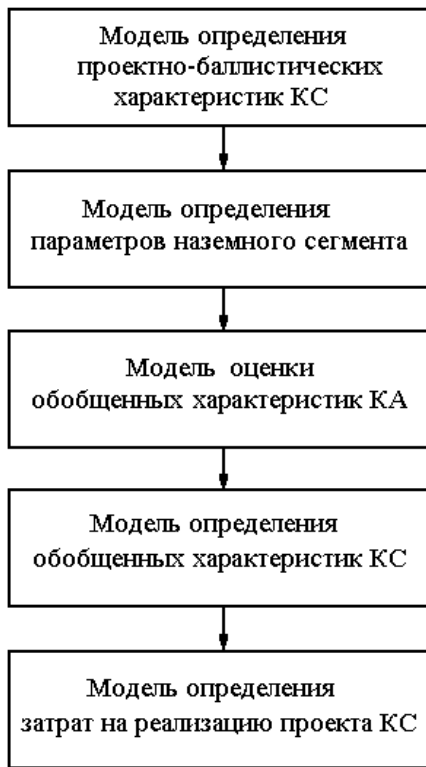 Модель определения
проектно-баллистических
характеристик КС
Модель определения
параметров наземного сегмента
Модель оценки
обобщенных характеристик КА
Модель определения
обобщенных характеристик КС
Модель определения
затрат на реализацию проекта КС